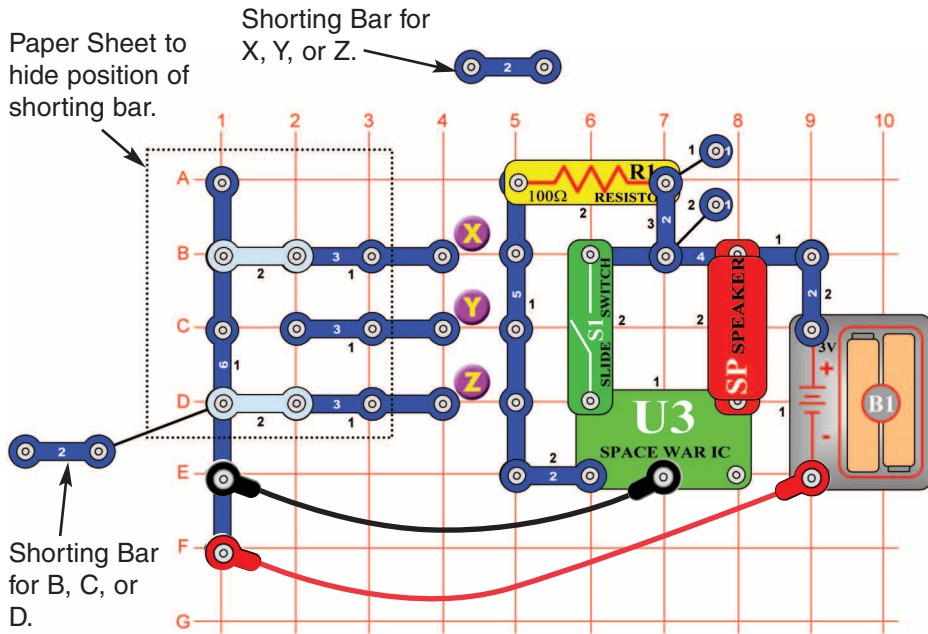 Shorting Bar for
X, Y, or Z.
Paper Sheet to
hide position of
shorting bar.
2
1 2 3 4 5 6 7 8 9 10
A
B
C
D
E
F
G
R1
100Ω RESISTO
2
1 1
2 1
3 2
X
2 3 1
Y
3 1
Z
2 3 1
6 1
5 1
2 2
S1
SLIDE SWITCH
2
4 1
SP SPEAKER
2
2 2
1
U3
SPACE WAR IC
1
3V
+
-
B1
2
Shorting Bar
for B, C, or
D.